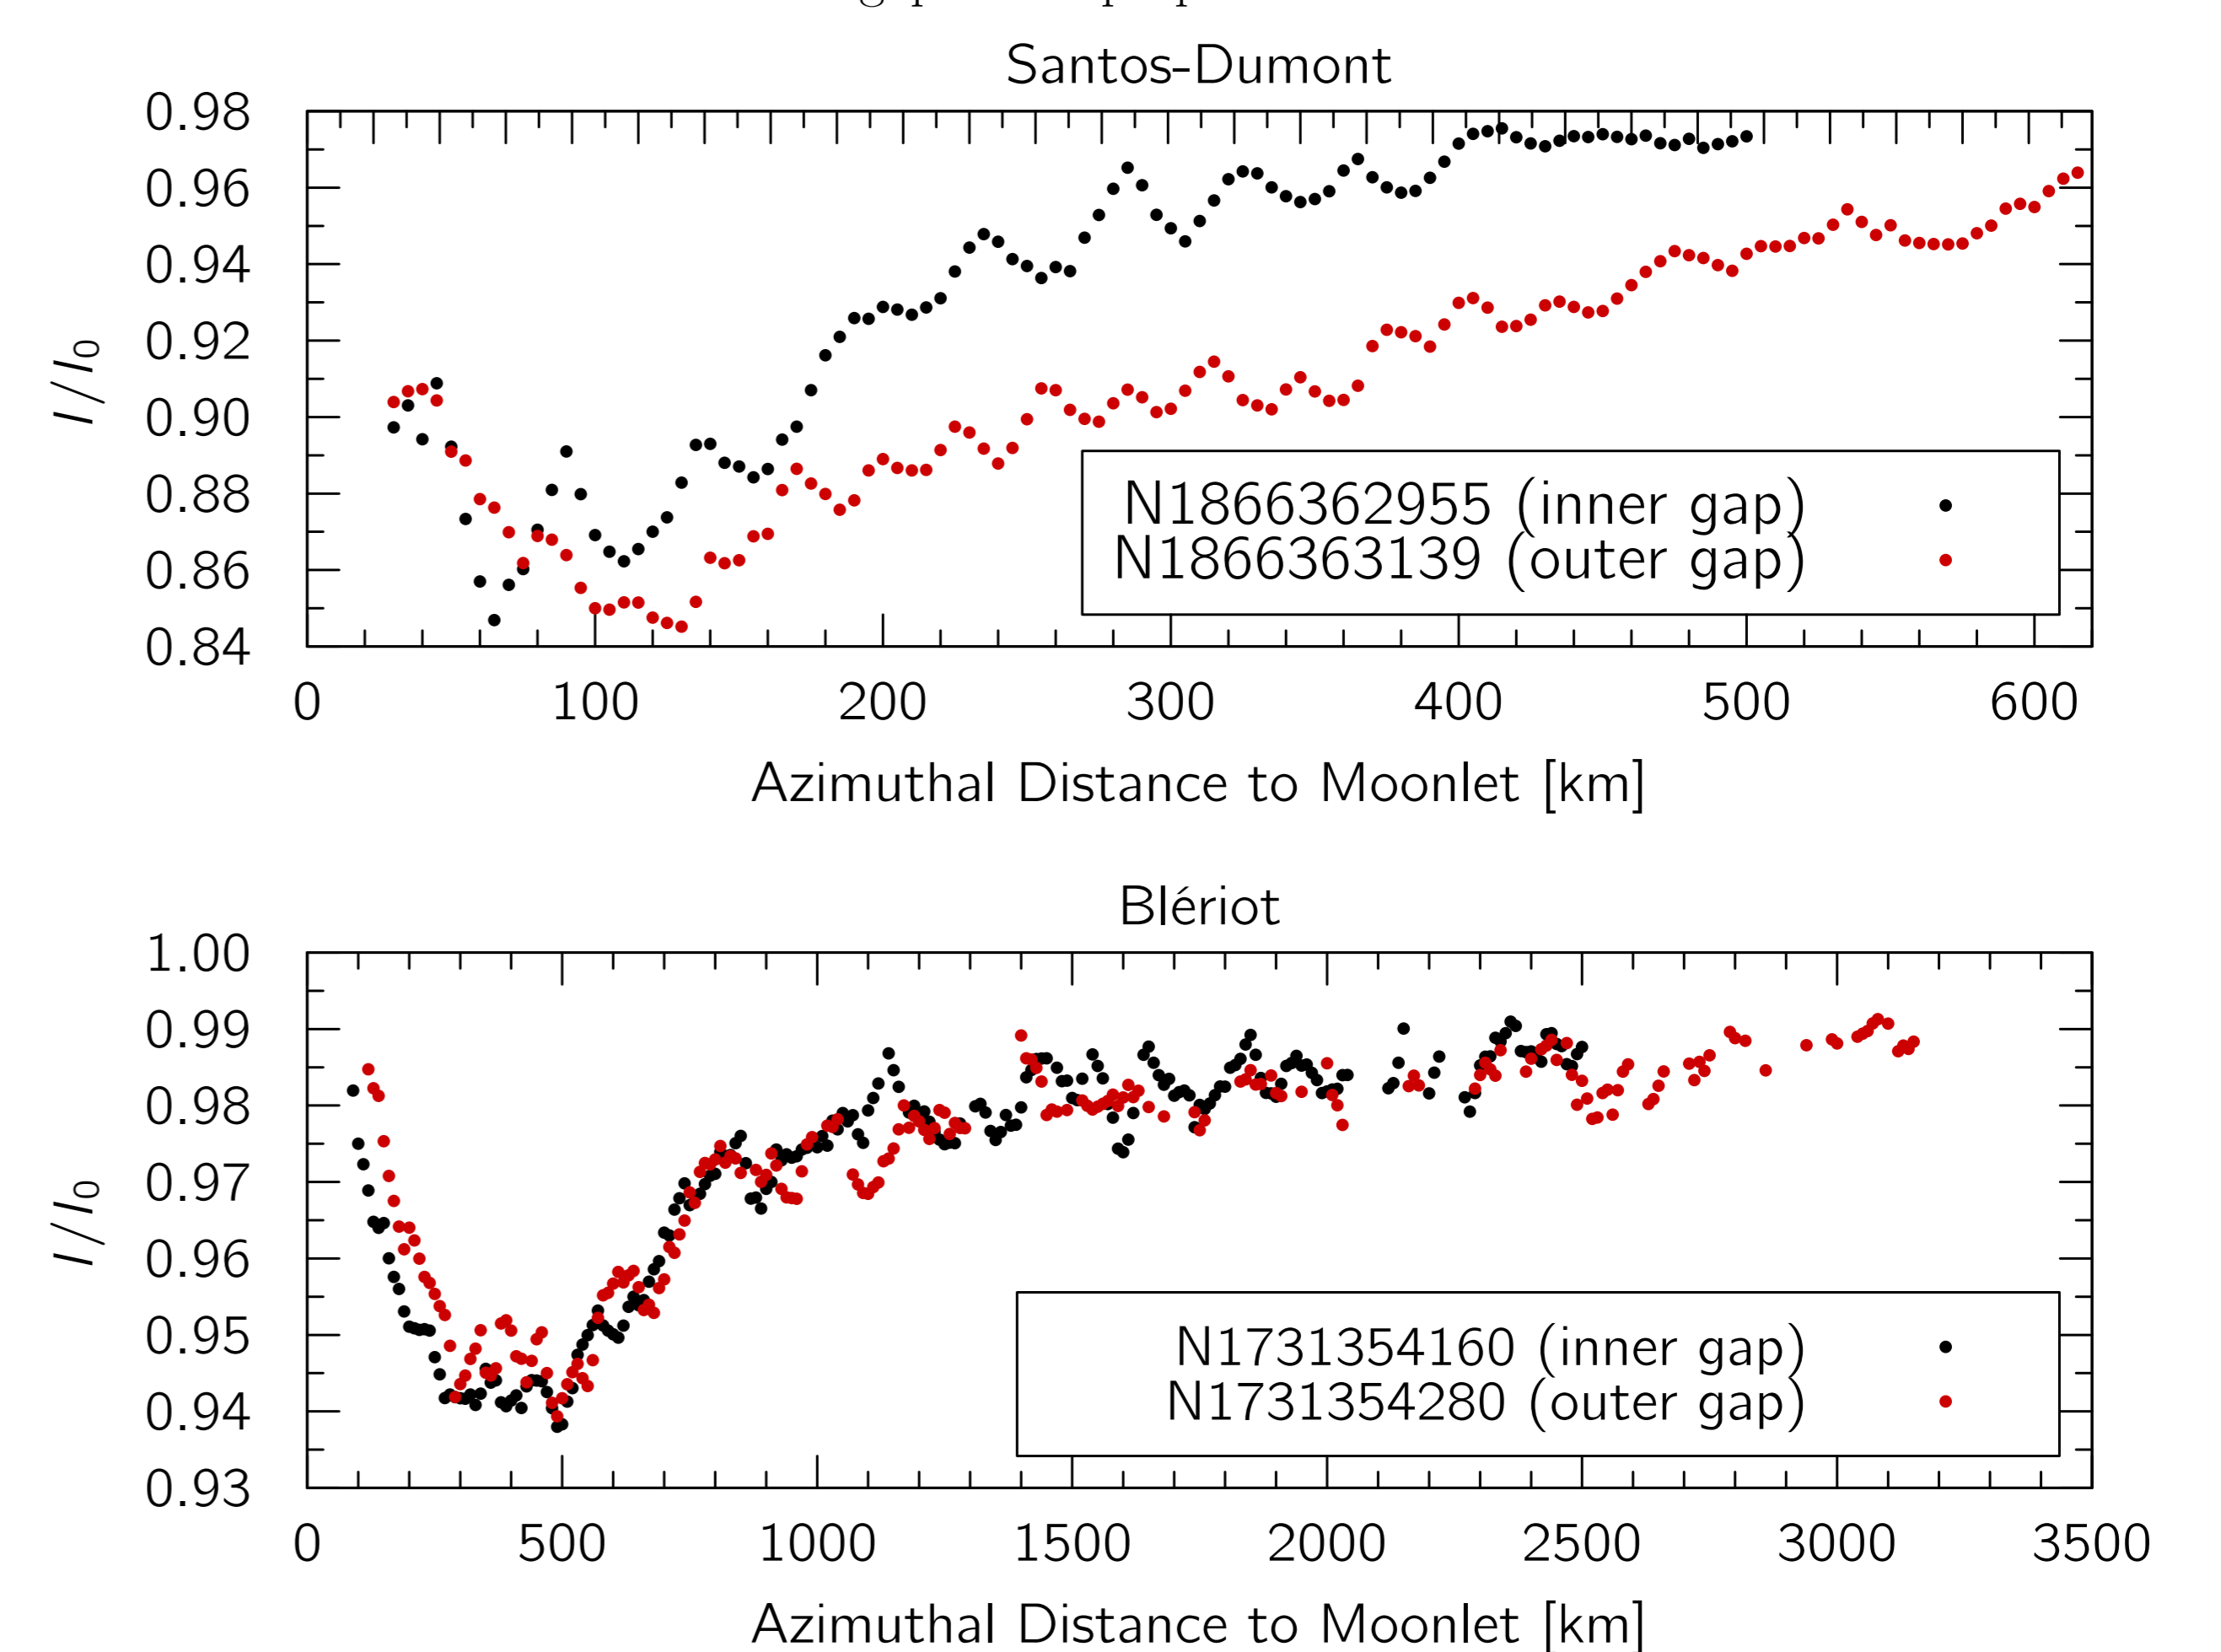 Santos-Dumont
0.98
0.96
0.94
0.92
0.90
0.88
0.86
0.84
I/I0
N1866362955 (inner gap)
N1866363139 (outer gap)
0 100 200 300 400 500 600
Azimuthal Distance to Moonlet [km]
Blériot
1.00
0.99
0.98
0.97
0.96
0.95
0.94
0.93
I/I0
N1731354160 (inner gap)
N1731354280 (outer gap)
0 500 1000 1500 2000 2500 3000 3500
Azimuthal Distance to Moonlet [km]